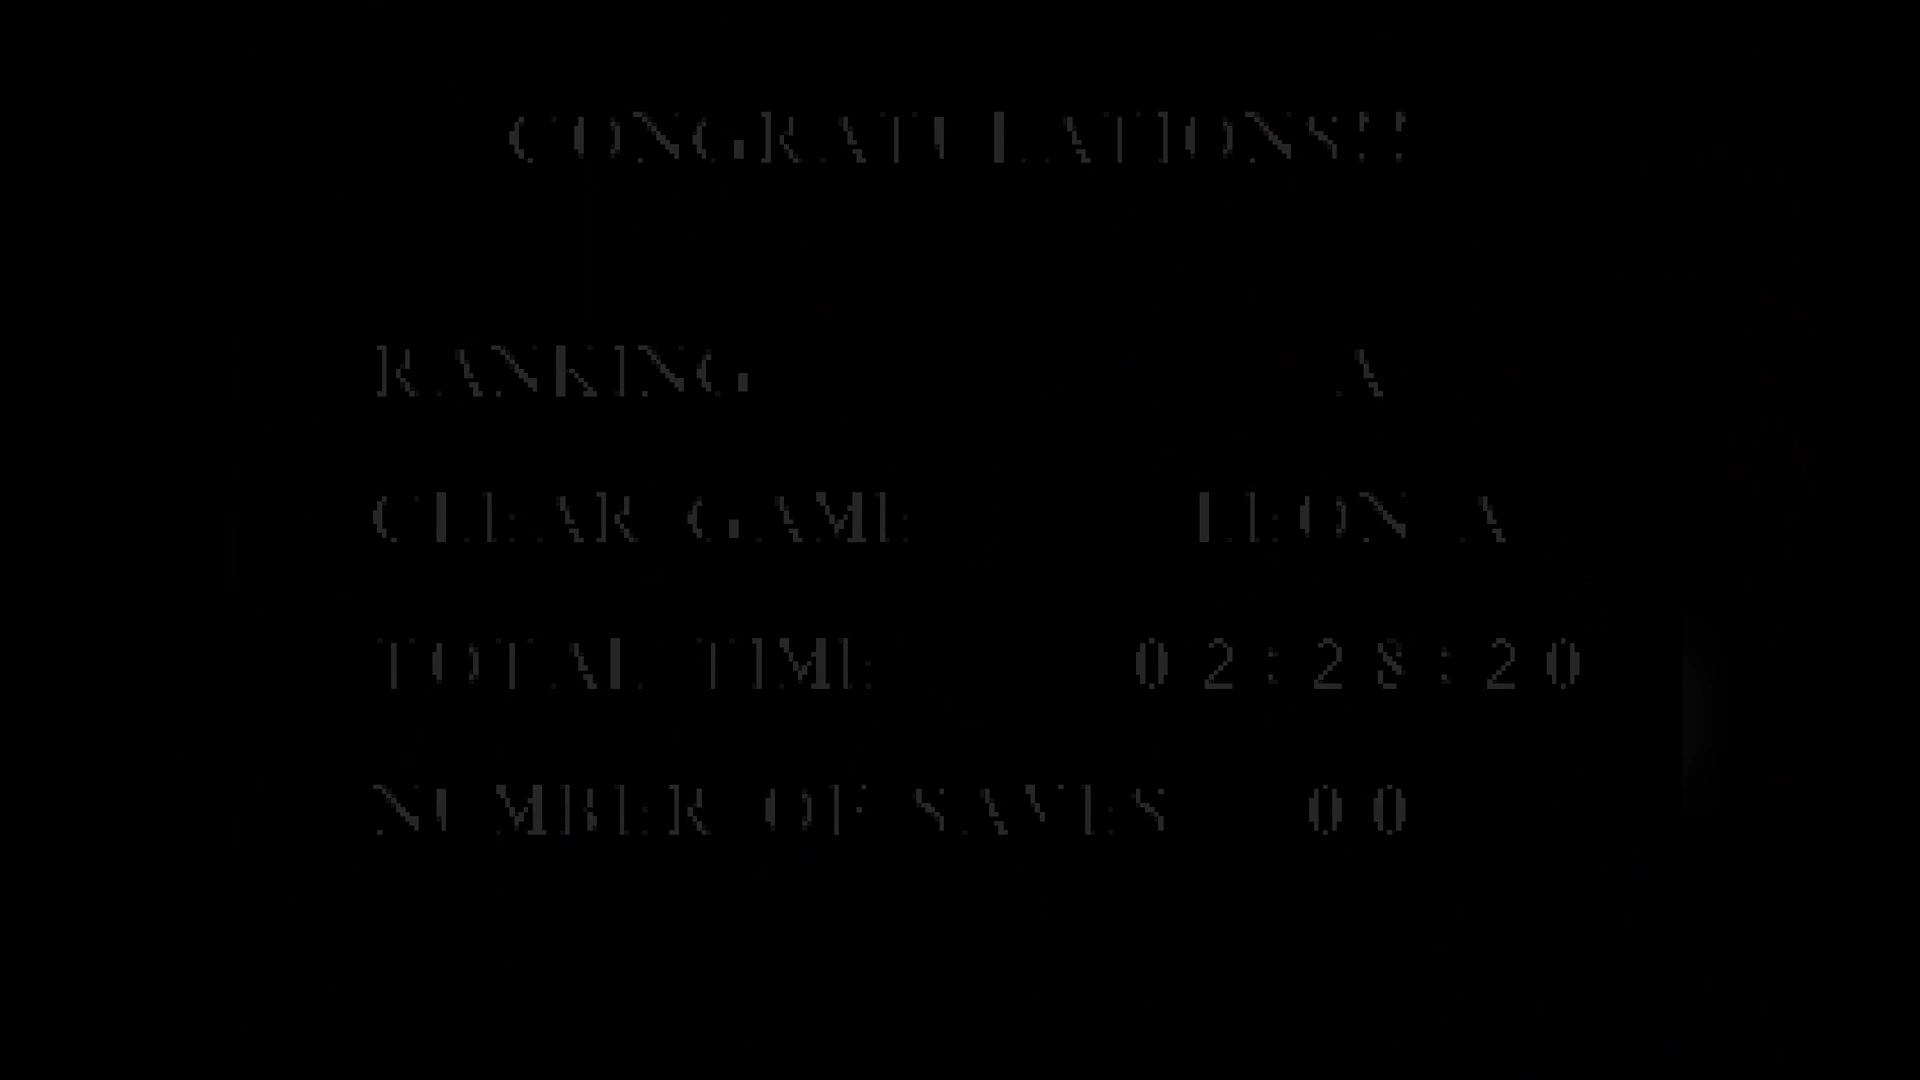 CONGRATULATIONS!!
RANKING A
CLEAR GAME LEON A
TOTAL TIME 02:28:20
NUMBER OF SAVES 00